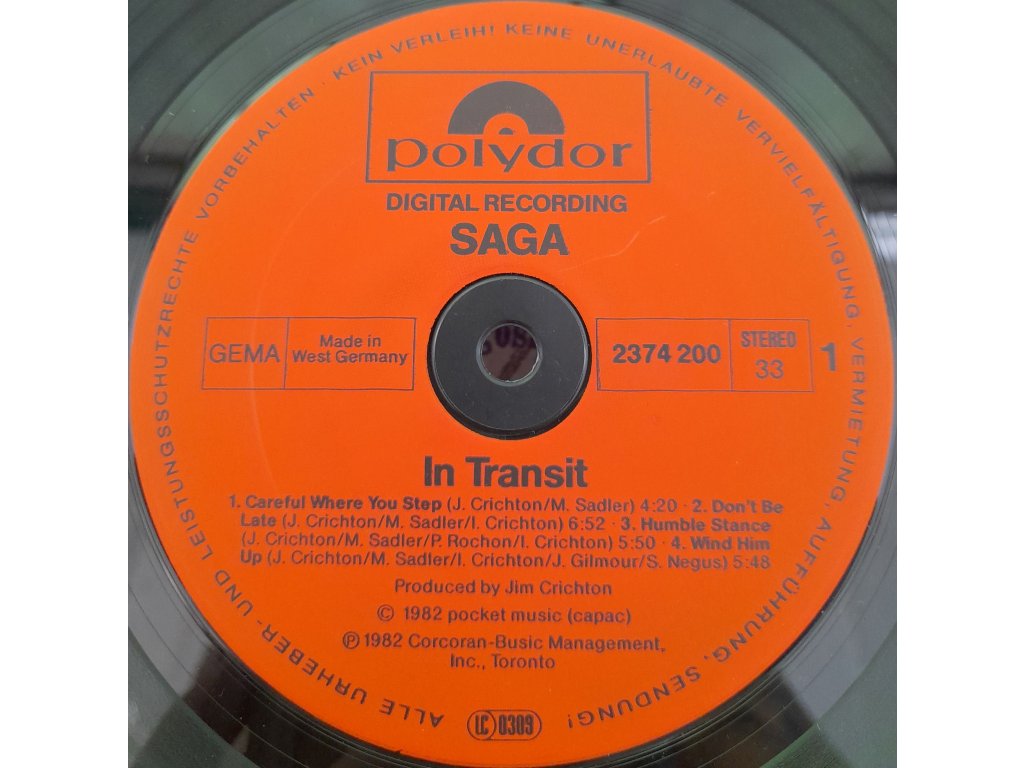 ALLE URHEBER- UND LEISTUNGSSCHUTZRECHTE VORBEHALTEN · KEIN VERLEIH! KEINE UNERLAUBTE VERVIELFÄLTIGUNG, VERMIETUNG, AUFFÜHRUNG, SENDUNG!
polydor
DIGITAL RECORDING
SAGA
GEMA
Made in
West Germany
2374 200
STEREO
33
1
In Transit
1. Careful Where You Step (J. Crichton/M. Sadler) 4:20 · 2. Don't Be
Late (J. Crichton/M. Sadler/I. Crichton) 6:52 · 3. Humble Stance
(J. Crichton/M. Sadler/P. Rochon/I. Crichton) 5:50 · 4. Wind Him
Up (J. Crichton/M. Sadler/I. Crichton/J. Gilmour/S. Negus) 5:48
Produced by Jim Crichton
© 1982 pocket music (capac)
℗ 1982 Corcoran-Busic Management,
Inc., Toronto
LC 0309